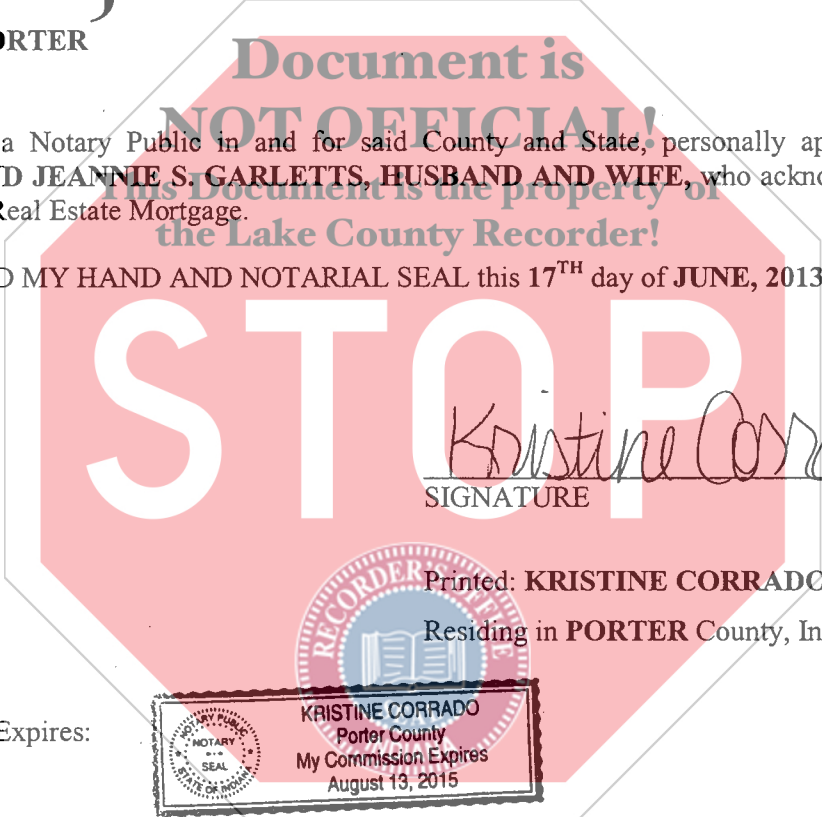 ORTER
Document is
NOT OFFICIAL!
a Notary Public in and for said County and State, personally ap
D JEANNIE S. GARLETTS, HUSBAND AND WIFE, who ackno
This Document is the property of
Real Estate Mortgage.
the Lake County Recorder!
D MY HAND AND NOTARIAL SEAL this 17TH day of JUNE, 2013
STOP
Kristine Corra
SIGNATURE
Printed: KRISTINE CORRADO
Residing in PORTER County, In
RECORDER'S OFFICE
INDIANA
Expires:
NOTARY PUBLIC
NOTARY
SEAL
STATE OF INDIANA
KRISTINE CORRADO
Porter County
My Commission Expires
August 13, 2015